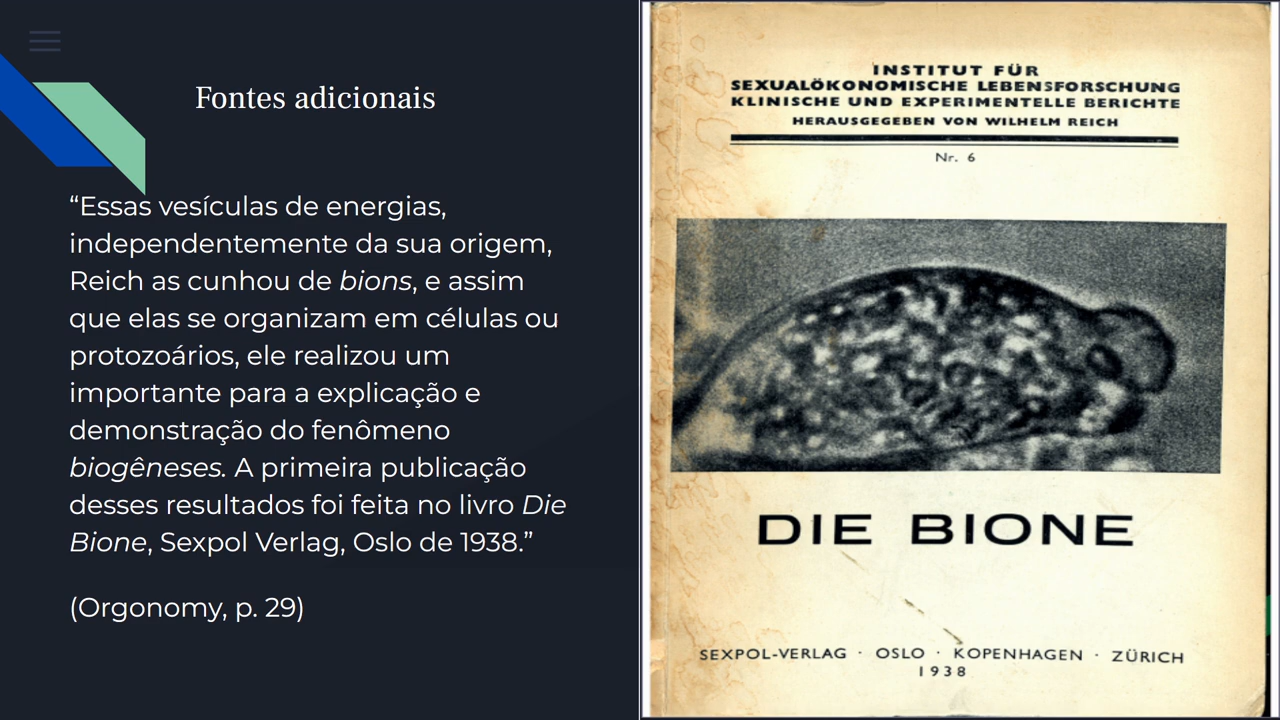 Fontes adicionais
“Essas vesículas de energias,
independentemente da sua origem,
Reich as cunhou de bions, e assim
que elas se organizam em células ou
protozoários, ele realizou um
importante para a explicação e
demonstração do fenômeno
biogêneses. A primeira publicação
desses resultados foi feita no livro Die
Bione, Sexpol Verlag, Oslo de 1938.”
(Orgonomy, p. 29)
INSTITUT FÜR
SEXUALÖKONOMISCHE LEBENSFORSCHUNG
KLINISCHE UND EXPERIMENTELLE BERICHTE
HERAUSGEGEBEN VON WILHELM REICH
Nr. 6
DIE BIONE
SEXPOL-VERLAG · OSLO · KOPENHAGEN · ZÜRICH
1938